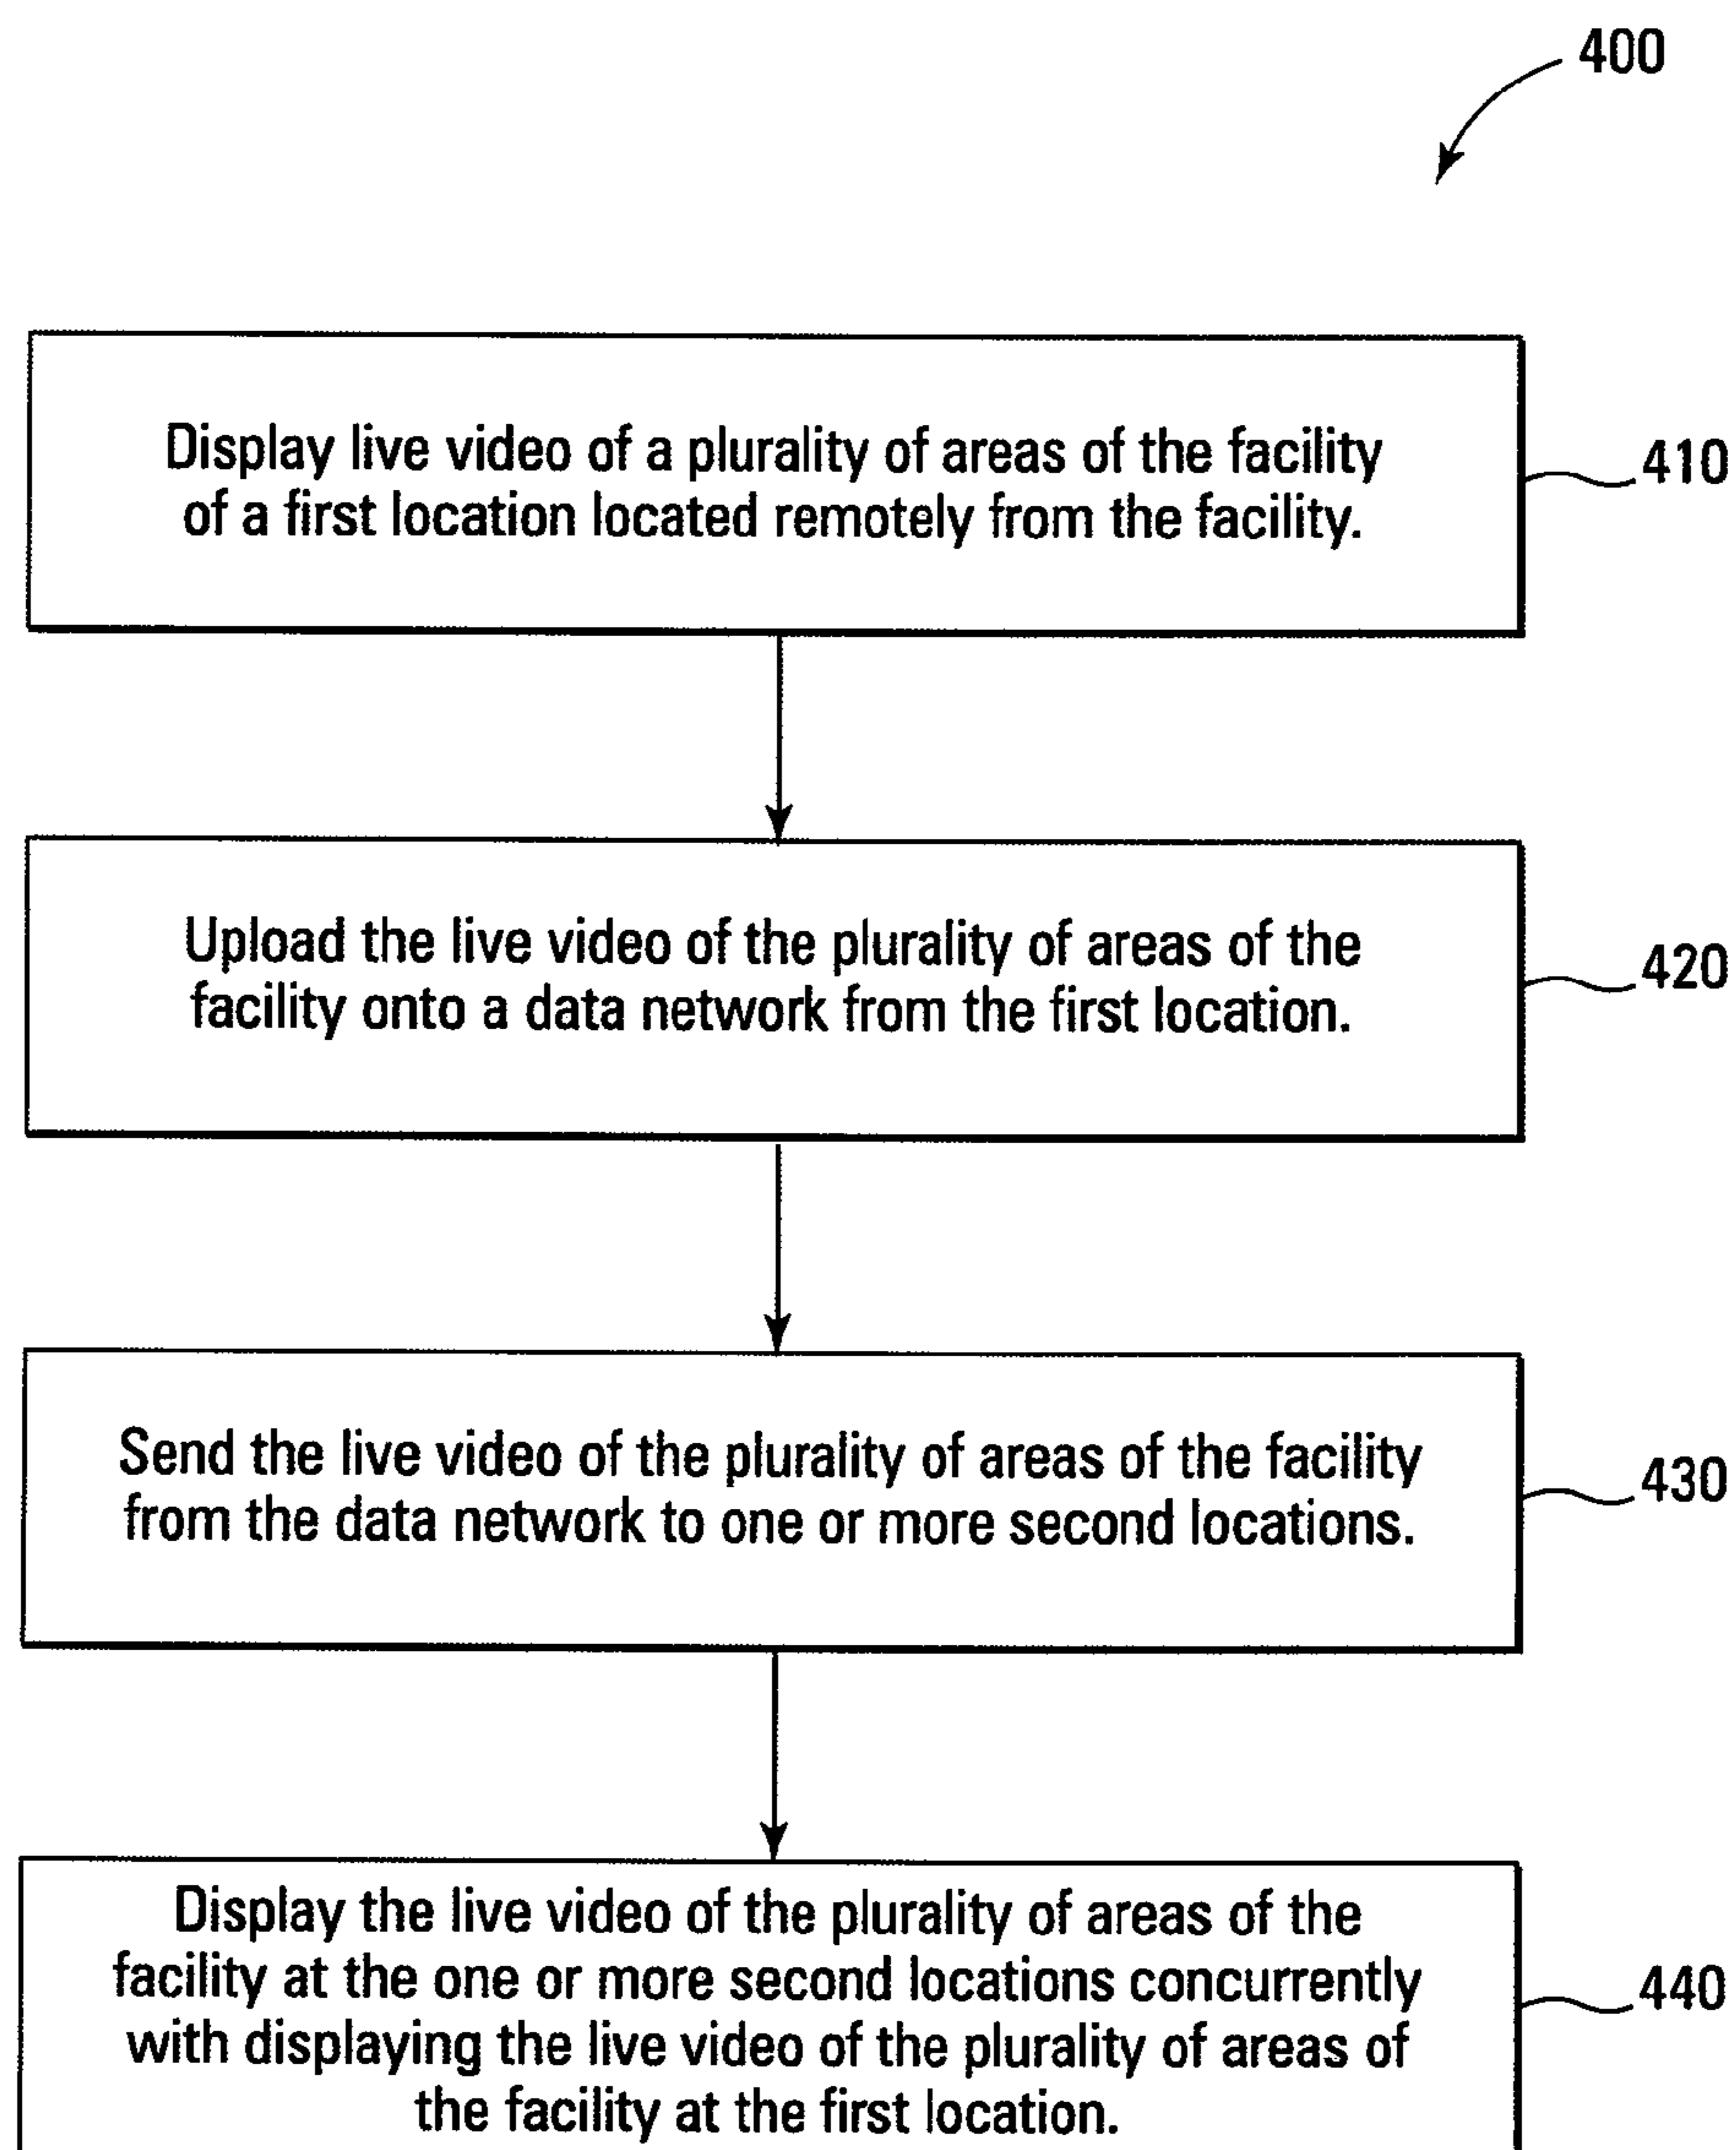 400
Display live video of a plurality of areas of the facility
of a first location located remotely from the facility.
410
Upload the live video of the plurality of areas of the
facility onto a data network from the first location.
420
Send the live video of the plurality of areas of the facility
from the data network to one or more second locations.
430
Display the live video of the plurality of areas of the
facility at the one or more second locations concurrently
with displaying the live video of the plurality of areas of
the facility at the first location.
440